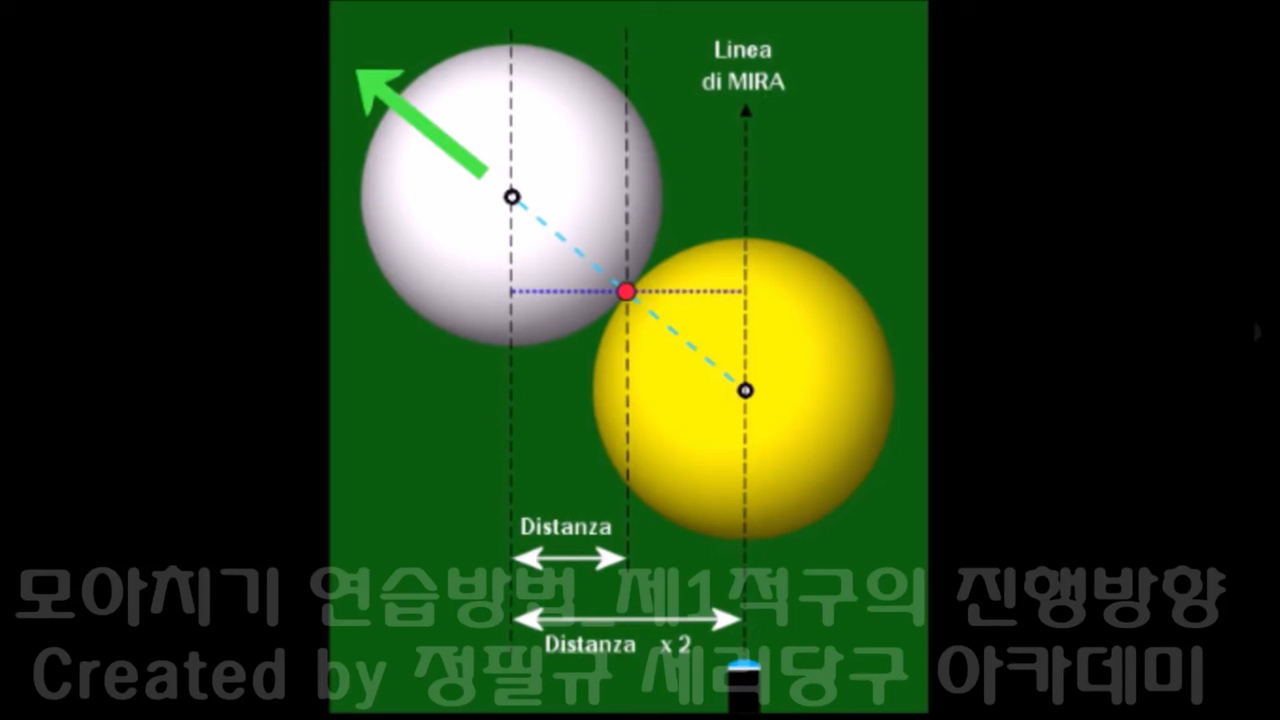 Linea
di MIRA
Distanza
모아치기 연습방법_제1적구의 진행방향
Distanza x 2
Created by 정필규 세리당구 아카데미